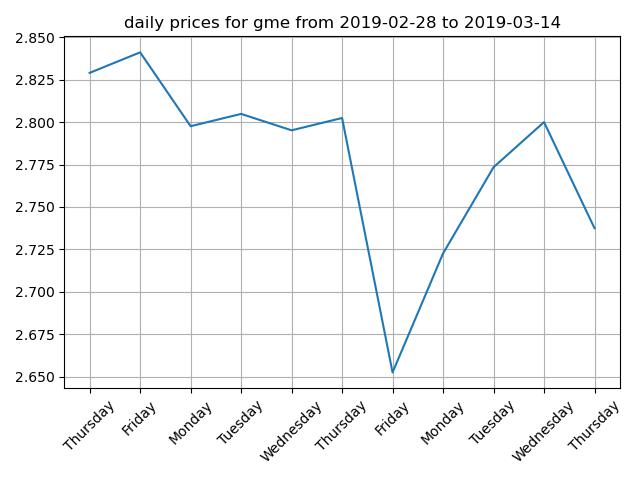 daily prices for gme from 2019-02-28 to 2019-03-14
2.850
2.825
2.800
2.775
2.750
2.725
2.700
2.675
2.650
Thursday
Friday
Monday
Tuesday
Wednesday
Thursday
Friday
Monday
Tuesday
Wednesday
Thursday